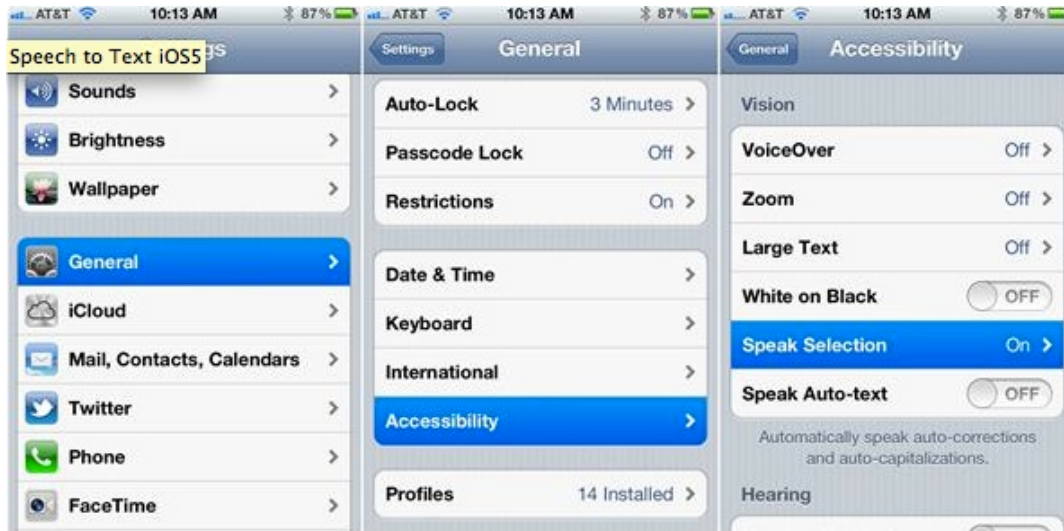 AT&T 10:13 AM 87%
Speech to Text iOS5
gs
Sounds
Brightness
Wallpaper
General
iCloud
Mail, Contacts, Calendars
Twitter
Phone
FaceTime
AT&T 10:13 AM 87%
Settings General
Auto-Lock 3 Minutes
Passcode Lock Off
Restrictions On
Date & Time
Keyboard
International
Accessibility
Profiles 14 Installed
AT&T 10:13 AM 87%
General Accessibility
Vision
VoiceOver Off
Zoom Off
Large Text Off
White on Black OFF
Speak Selection On
Speak Auto-text OFF
Automatically speak auto-corrections
and auto-capitalizations.
Hearing